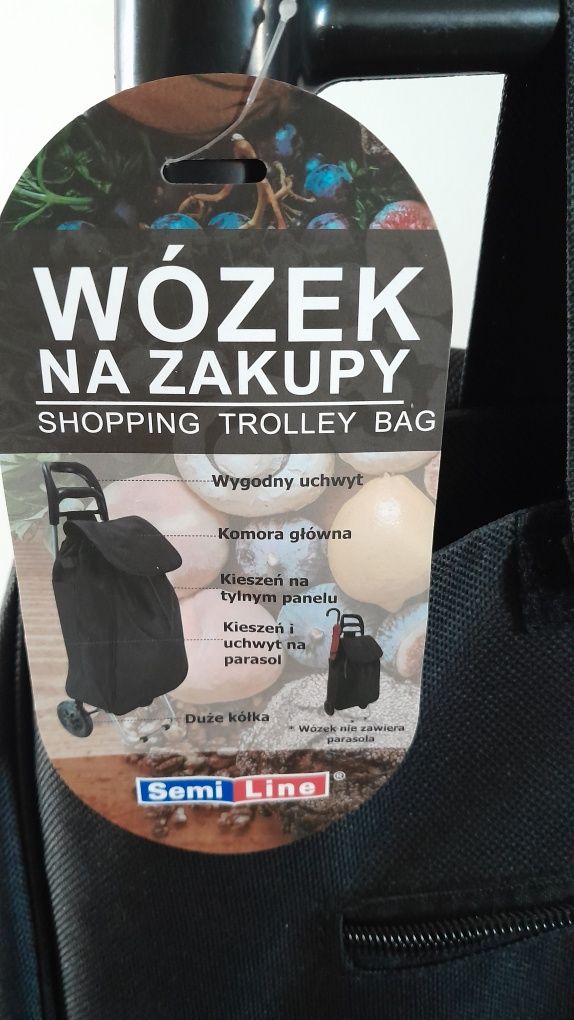 WÓZEK
NA ZAKUPY
SHOPPING TROLLEY BAG
Wygodny uchwyt
Komora główna
Kieszeń na
tylnym panelu
Kieszeń i
uchwyt na
parasol
Duże kółka
* Wózek nie zawiera
parasola
Semi Line ®